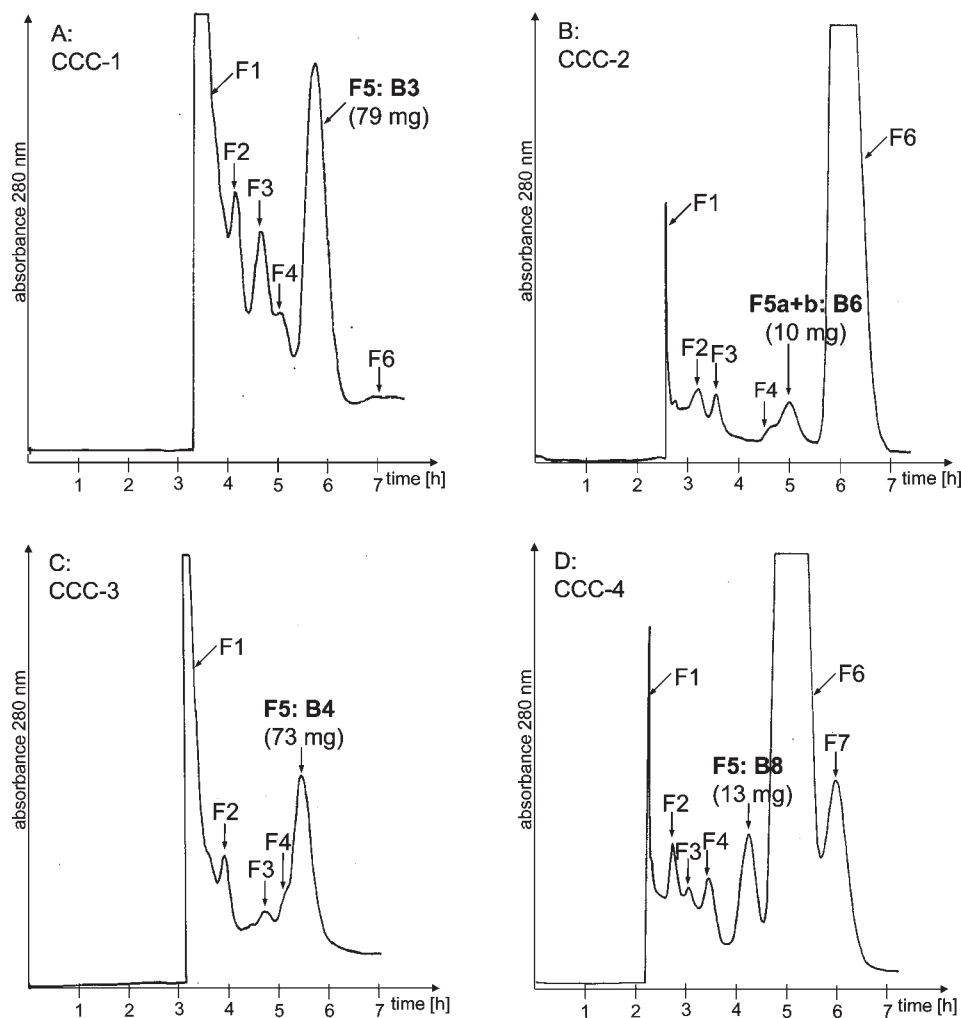 A:
CCC-1
F1
F2
F3
F4
F5: B3
(79 mg)
F6
absorbance 280 nm
1 2 3 4 5 6 7 time [h]
B:
CCC-2
F1
F2 F3
F4
F5a+b: B6
(10 mg)
F6
absorbance 280 nm
1 2 3 4 5 6 7 time [h]
C:
CCC-3
F1
F2
F3
F4
F5: B4
(73 mg)
absorbance 280 nm
1 2 3 4 5 6 7 time [h]
D:
CCC-4
F1
F2
F3
F4
F5: B8
(13 mg)
F6
F7
absorbance 280 nm
1 2 3 4 5 6 7 time [h]